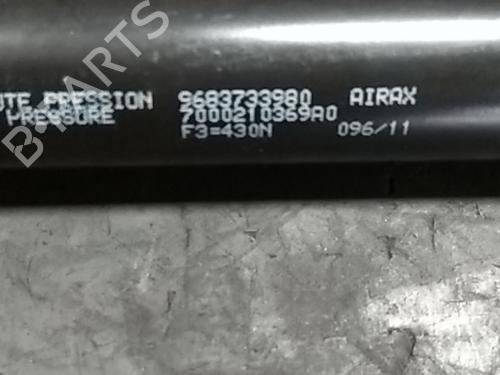 UTE PRESSION 9683733980 AIRAX
PRESSURE 7000210369A0
F3=430N 096/11
PARTS